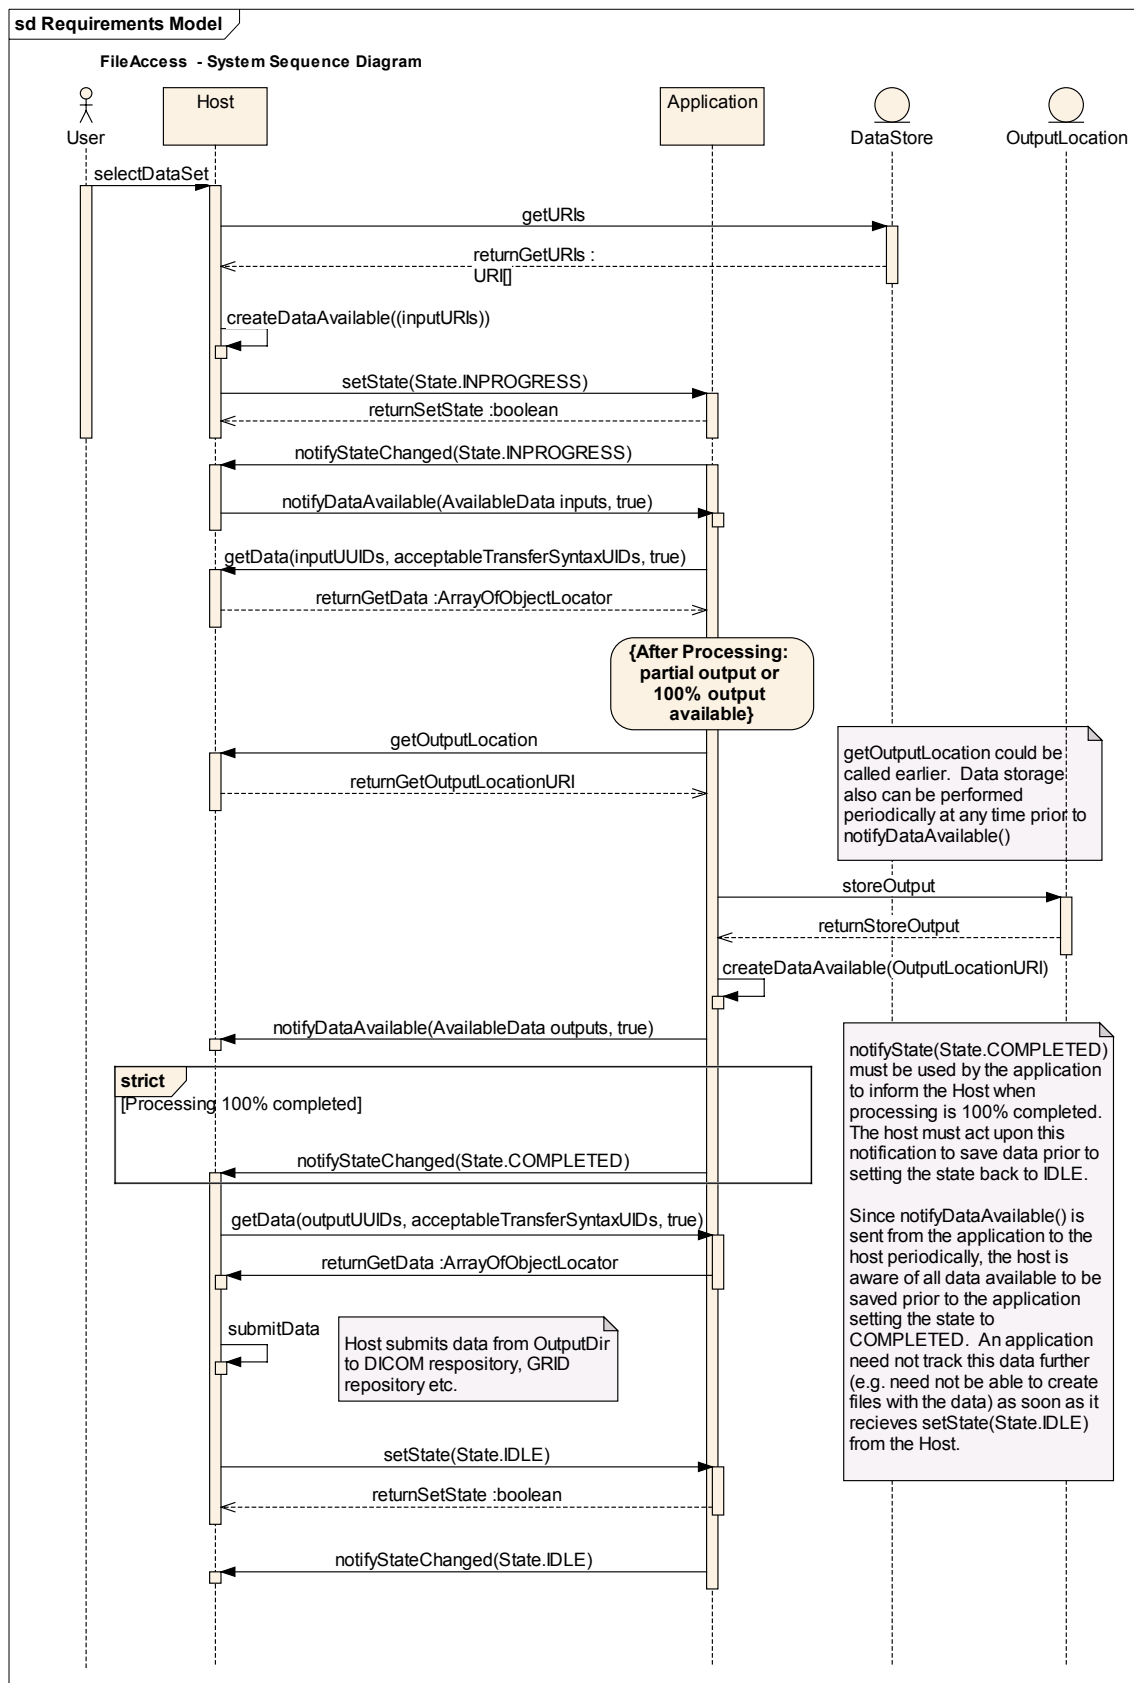 sd Requirements Model
FileAccess - System Sequence Diagram
User
Host
Application
DataStore
OutputLocation
selectDataSet
getURIs
returnGetURIs :
URI[]
createDataAvailable((inputURIs))
setState(State.INPROGRESS)
returnSetState :boolean
notifyStateChanged(State.INPROGRESS)
notifyDataAvailable(AvailableData inputs, true)
getData(inputUUIDs, acceptableTransferSyntaxUIDs, true)
returnGetData :ArrayOfObjectLocator
{After Processing:
partial output or
100% output
available}
getOutputLocation
returnGetOutputLocationURI
getOutputLocation could be
called earlier. Data storage
also can be performed
periodically at any time prior to
notifyDataAvailable()
storeOutput
returnStoreOutput
createDataAvailable(OutputLocationURI)
notifyDataAvailable(AvailableData outputs, true)
strict
[Processing 100% completed]
notifyStateChanged(State.COMPLETED)
notifyState(State.COMPLETED)
must be used by the application
to inform the Host when
processing is 100% completed.
The host must act upon this
notification to save data prior to
setting the state back to IDLE.
Since notifyDataAvailable() is
sent from the application to the
host periodically, the host is
aware of all data available to be
saved prior to the application
setting the state to
COMPLETED. An application
need not track this data further
(e.g. need not be able to create
files with the data) as soon as it
recieves setState(State.IDLE)
from the Host.
getData(outputUUIDs, acceptableTransferSyntaxUIDs, true)
returnGetData :ArrayOfObjectLocator
submitData
Host submits data from OutputDir
to DICOM respository, GRID
repository etc.
setState(State.IDLE)
returnSetState :boolean
notifyStateChanged(State.IDLE)